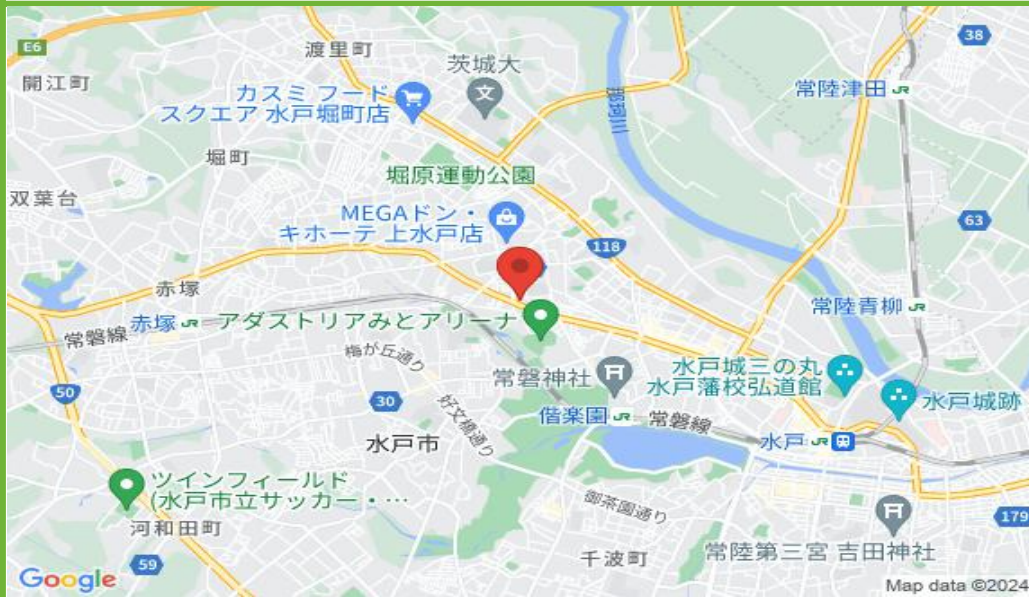 E6
渡里町
38
開江町
茨城大
カスミ フード
スクエア 水戸堀町店
常陸津田
JR
那珂川
堀町
堀原運動公園
双葉台
MEGAドン・
キホーテ 上水戸店
118
63
赤塚
常磐線
赤塚
JR
アダストリアみとアリーナ
常陸青柳
JR
梅が丘通り
常磐神社
水戸城三の丸
水戸藩校弘道館
50
30
好文橋通り
偕楽園
JR
常磐線
水戸城跡
水戸市
水戸
JR
ツインフィールド
(水戸市立サッカー・…
御茶園通り
河和田町
179
59
千波町
常陸第三宮 吉田神社
Google
Map data ©2024